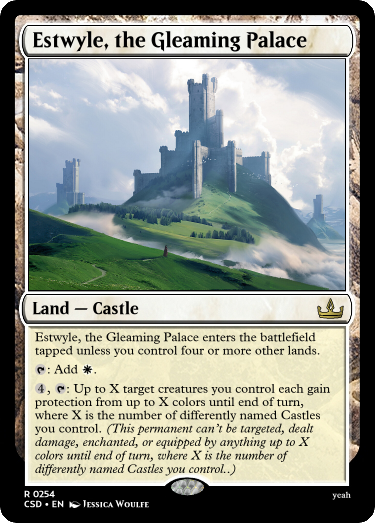 Estwyle, the Gleaming Palace
Land — Castle
Estwyle, the Gleaming Palace enters the battlefield
tapped unless you control four or more other lands.
: Add .
4, : Up to X target creatures you control each gain
protection from up to X colors until end of turn,
where X is the number of differently named Castles
you control. (This permanent can't be targeted, dealt
damage, enchanted, or equipped by anything up to X
colors until end of turn, where X is the number of
differently named Castles you control..)
R 0254
yeah
CSD • EN Jessica Woulfe